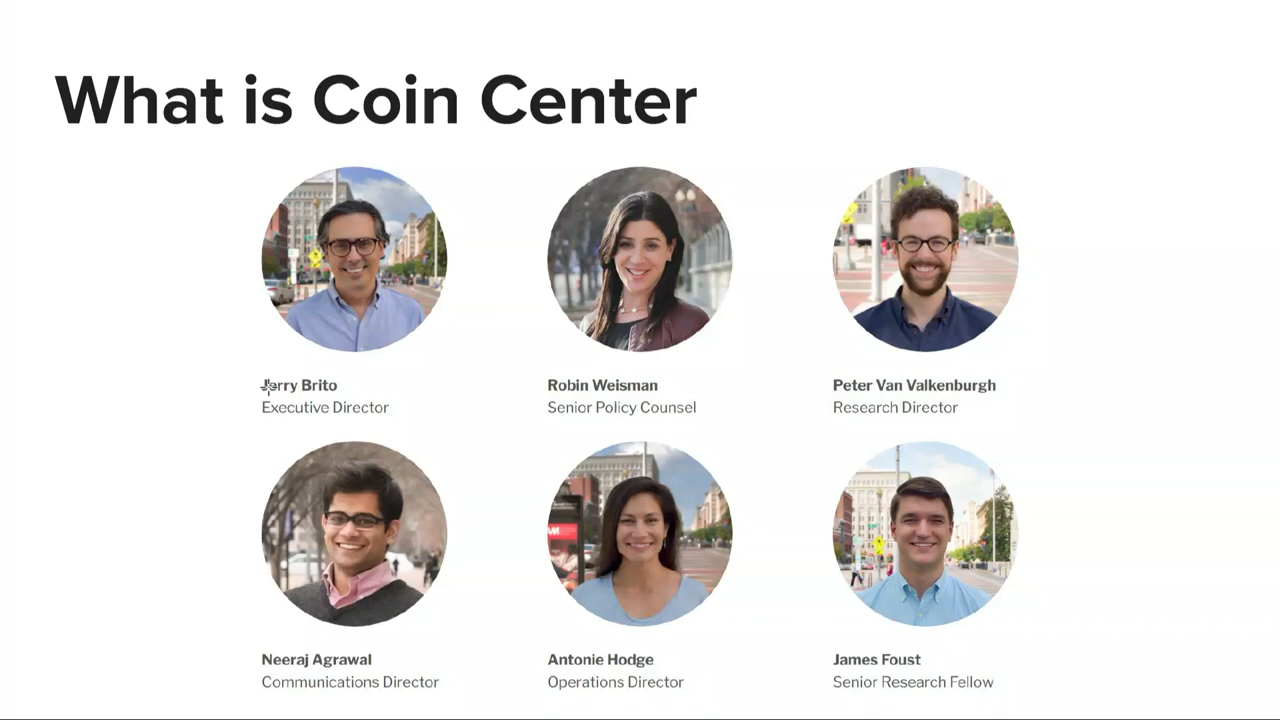 What is Coin Center
Jerry Brito
Executive Director
Robin Weisman
Senior Policy Counsel
Peter Van Valkenburgh
Research Director
Neeraj Agrawal
Communications Director
Antonie Hodge
Operations Director
James Foust
Senior Research Fellow